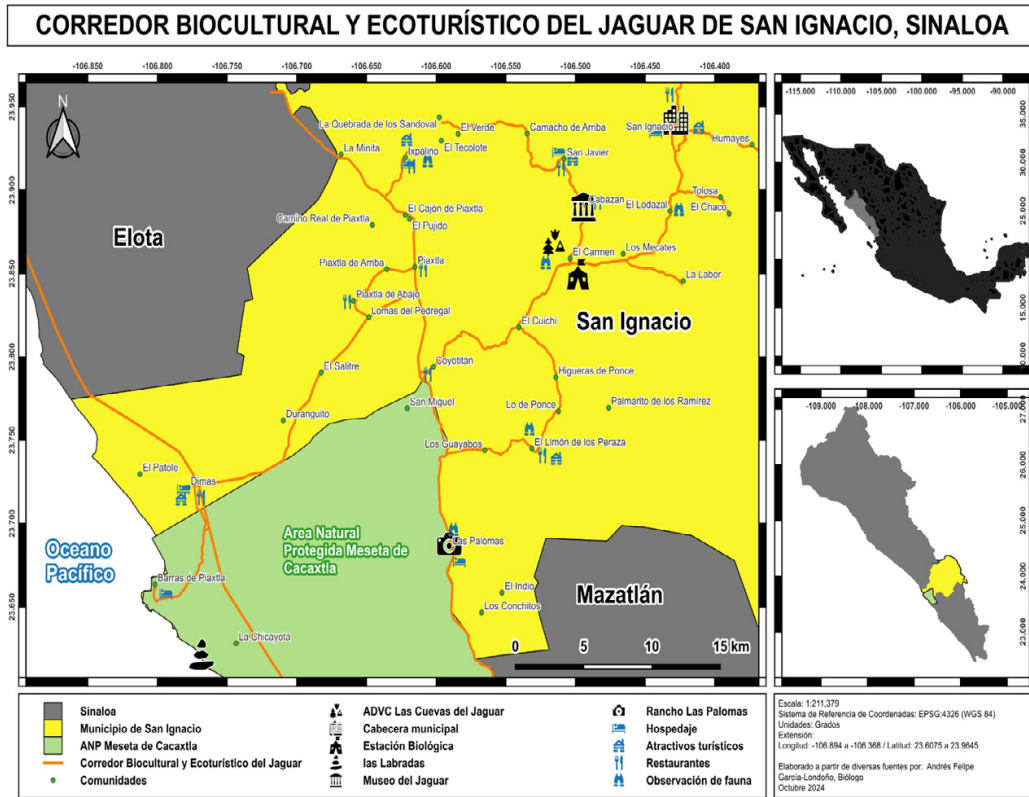 CORREDOR BIOCULTURAL Y ECOTURÍSTICO DEL JAGUAR DE SAN IGNACIO, SINALOA
-106.850 -106.800 -106.750 -106.700 -106.650 -106.600 -106.550 -106.500 -106.450 -106.400
23.950
23.900
23.850
23.800
23.750
23.700
23.650
N
La Quebrada de los Sandoval
El Verde
Camacho de Arriba
San Ignacio
Humayes
La Minita
Ixpalino
El Tecolote
San Javier
Cabazan
Tolosa
El Lodazal
El Chaco
El Cajón de Piaxtla
Camino Real de Piaxtla
El Pujido
Elota
El Carmen
Los Mecates
Piaxtla de Arriba
Piaxtla
La Labor
Piaxtla de Abajo
Lomas del Pedregal
El Cuichi
San Ignacio
El Salitre
Coyotitán
Higueras de Ponce
San Miguel
Lo de Ponce
Palmarito de los Ramírez
Duranguito
Los Guayabos
El Limón de los Peraza
El Patole
Dimas
Area Natural
Protegida Meseta de
Cacaxtla
Las Palomas
Oceano
Pacífico
Barras de Piaxtla
El Indio
Mazatlán
Los Conchitos
La Chicayota
0 5 10 15 km
-115.000 -110.000 -105.000 -100.000 -95.000 -90.000
35.000
30.000
25.000
20.000
15.000
-109.000 -108.000 -107.000 -106.000 -105.000
27.000
26.000
25.000
24.000
23.000
Sinaloa
Municipio de San Ignacio
ANP Meseta de Cacaxtla
Corredor Biocultural y Ecoturístico del Jaguar
Comunidades
ADVC Las Cuevas del Jaguar
Cabecera municipal
Estación Biológica
las Labradas
Museo del Jaguar
Rancho Las Palomas
Hospedaje
Atractivos turísticos
Restaurantes
Observación de fauna
Escala: 1:211,379
Sistema de Referencia de Coordenadas: EPSG:4326 (WGS 84)
Unidades: Grados
Extensión:
Longitud: -106.894 a -106.368 / Latitud: 23.6075 a 23.9645
Elaborado a partir de diversas fuentes por: Andrés Felipe
García-Londoño, Biólogo
Octubre 2024